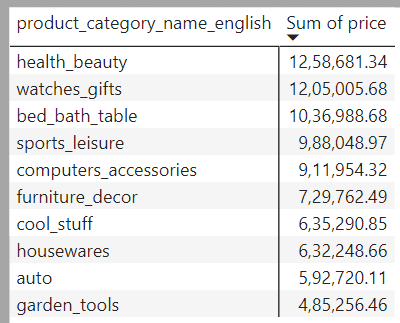 product_category_name_english Sum of price
health_beauty 12,58,681.34
watches_gifts 12,05,005.68
bed_bath_table 10,36,988.68
sports_leisure 9,88,048.97
computers_accessories 9,11,954.32
furniture_decor 7,29,762.49
cool_stuff 6,35,290.85
housewares 6,32,248.66
auto 5,92,720.11
garden_tools 4,85,256.46